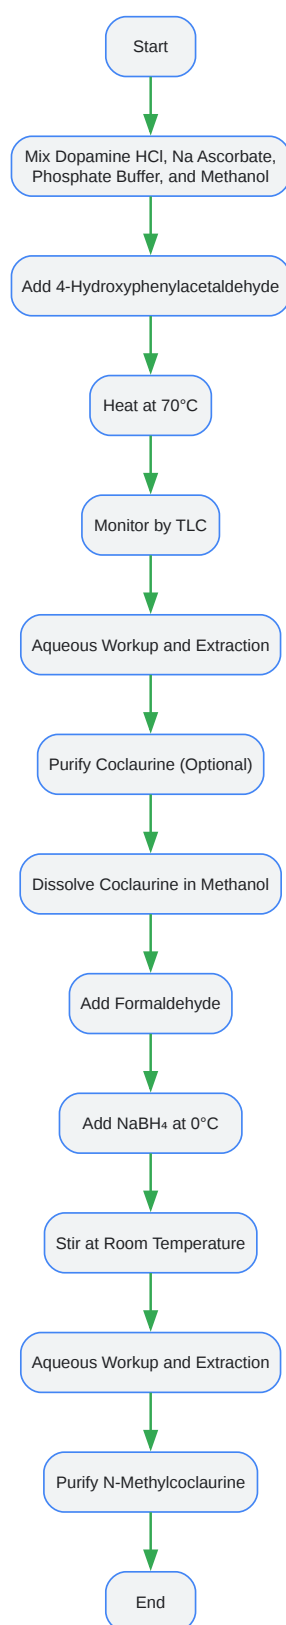 Start
Mix Dopamine HCl, Na Ascorbate,
Phosphate Buffer, and Methanol
Add 4-Hydroxyphenylacetaldehyde
Heat at 70°C
Monitor by TLC
Aqueous Workup and Extraction
Purify Coclaurine (Optional)
Dissolve Coclaurine in Methanol
Add Formaldehyde
Add NaBH₄ at 0°C
Stir at Room Temperature
Aqueous Workup and Extraction
Purify N-Methylcoclaurine
End